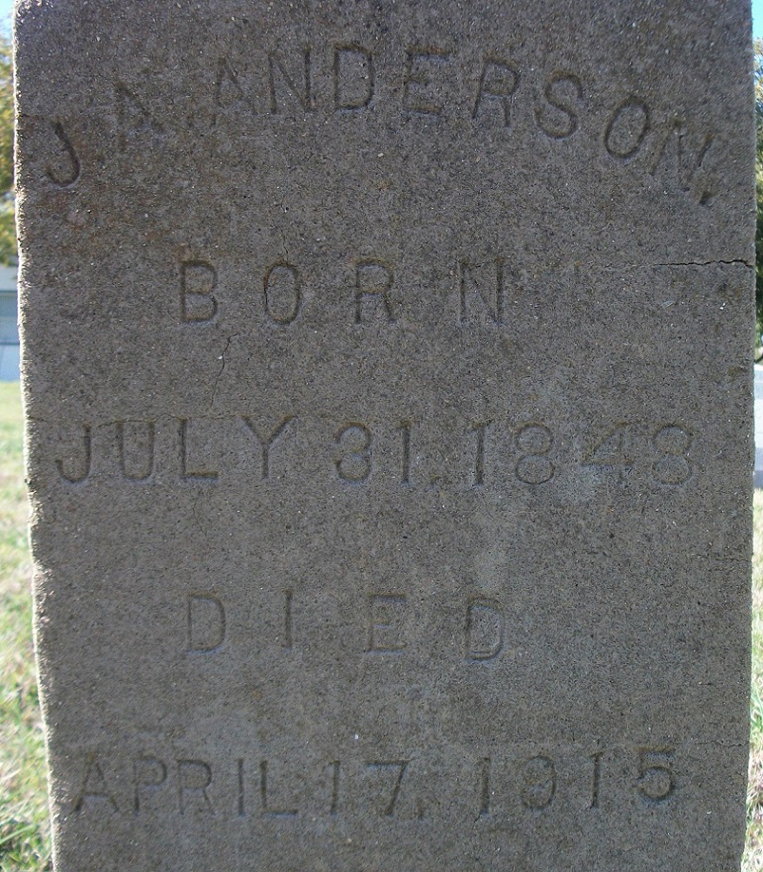 J. A. ANDERSON,
BORN
JULY 31, 1848
DIED
APRIL 17, 1915